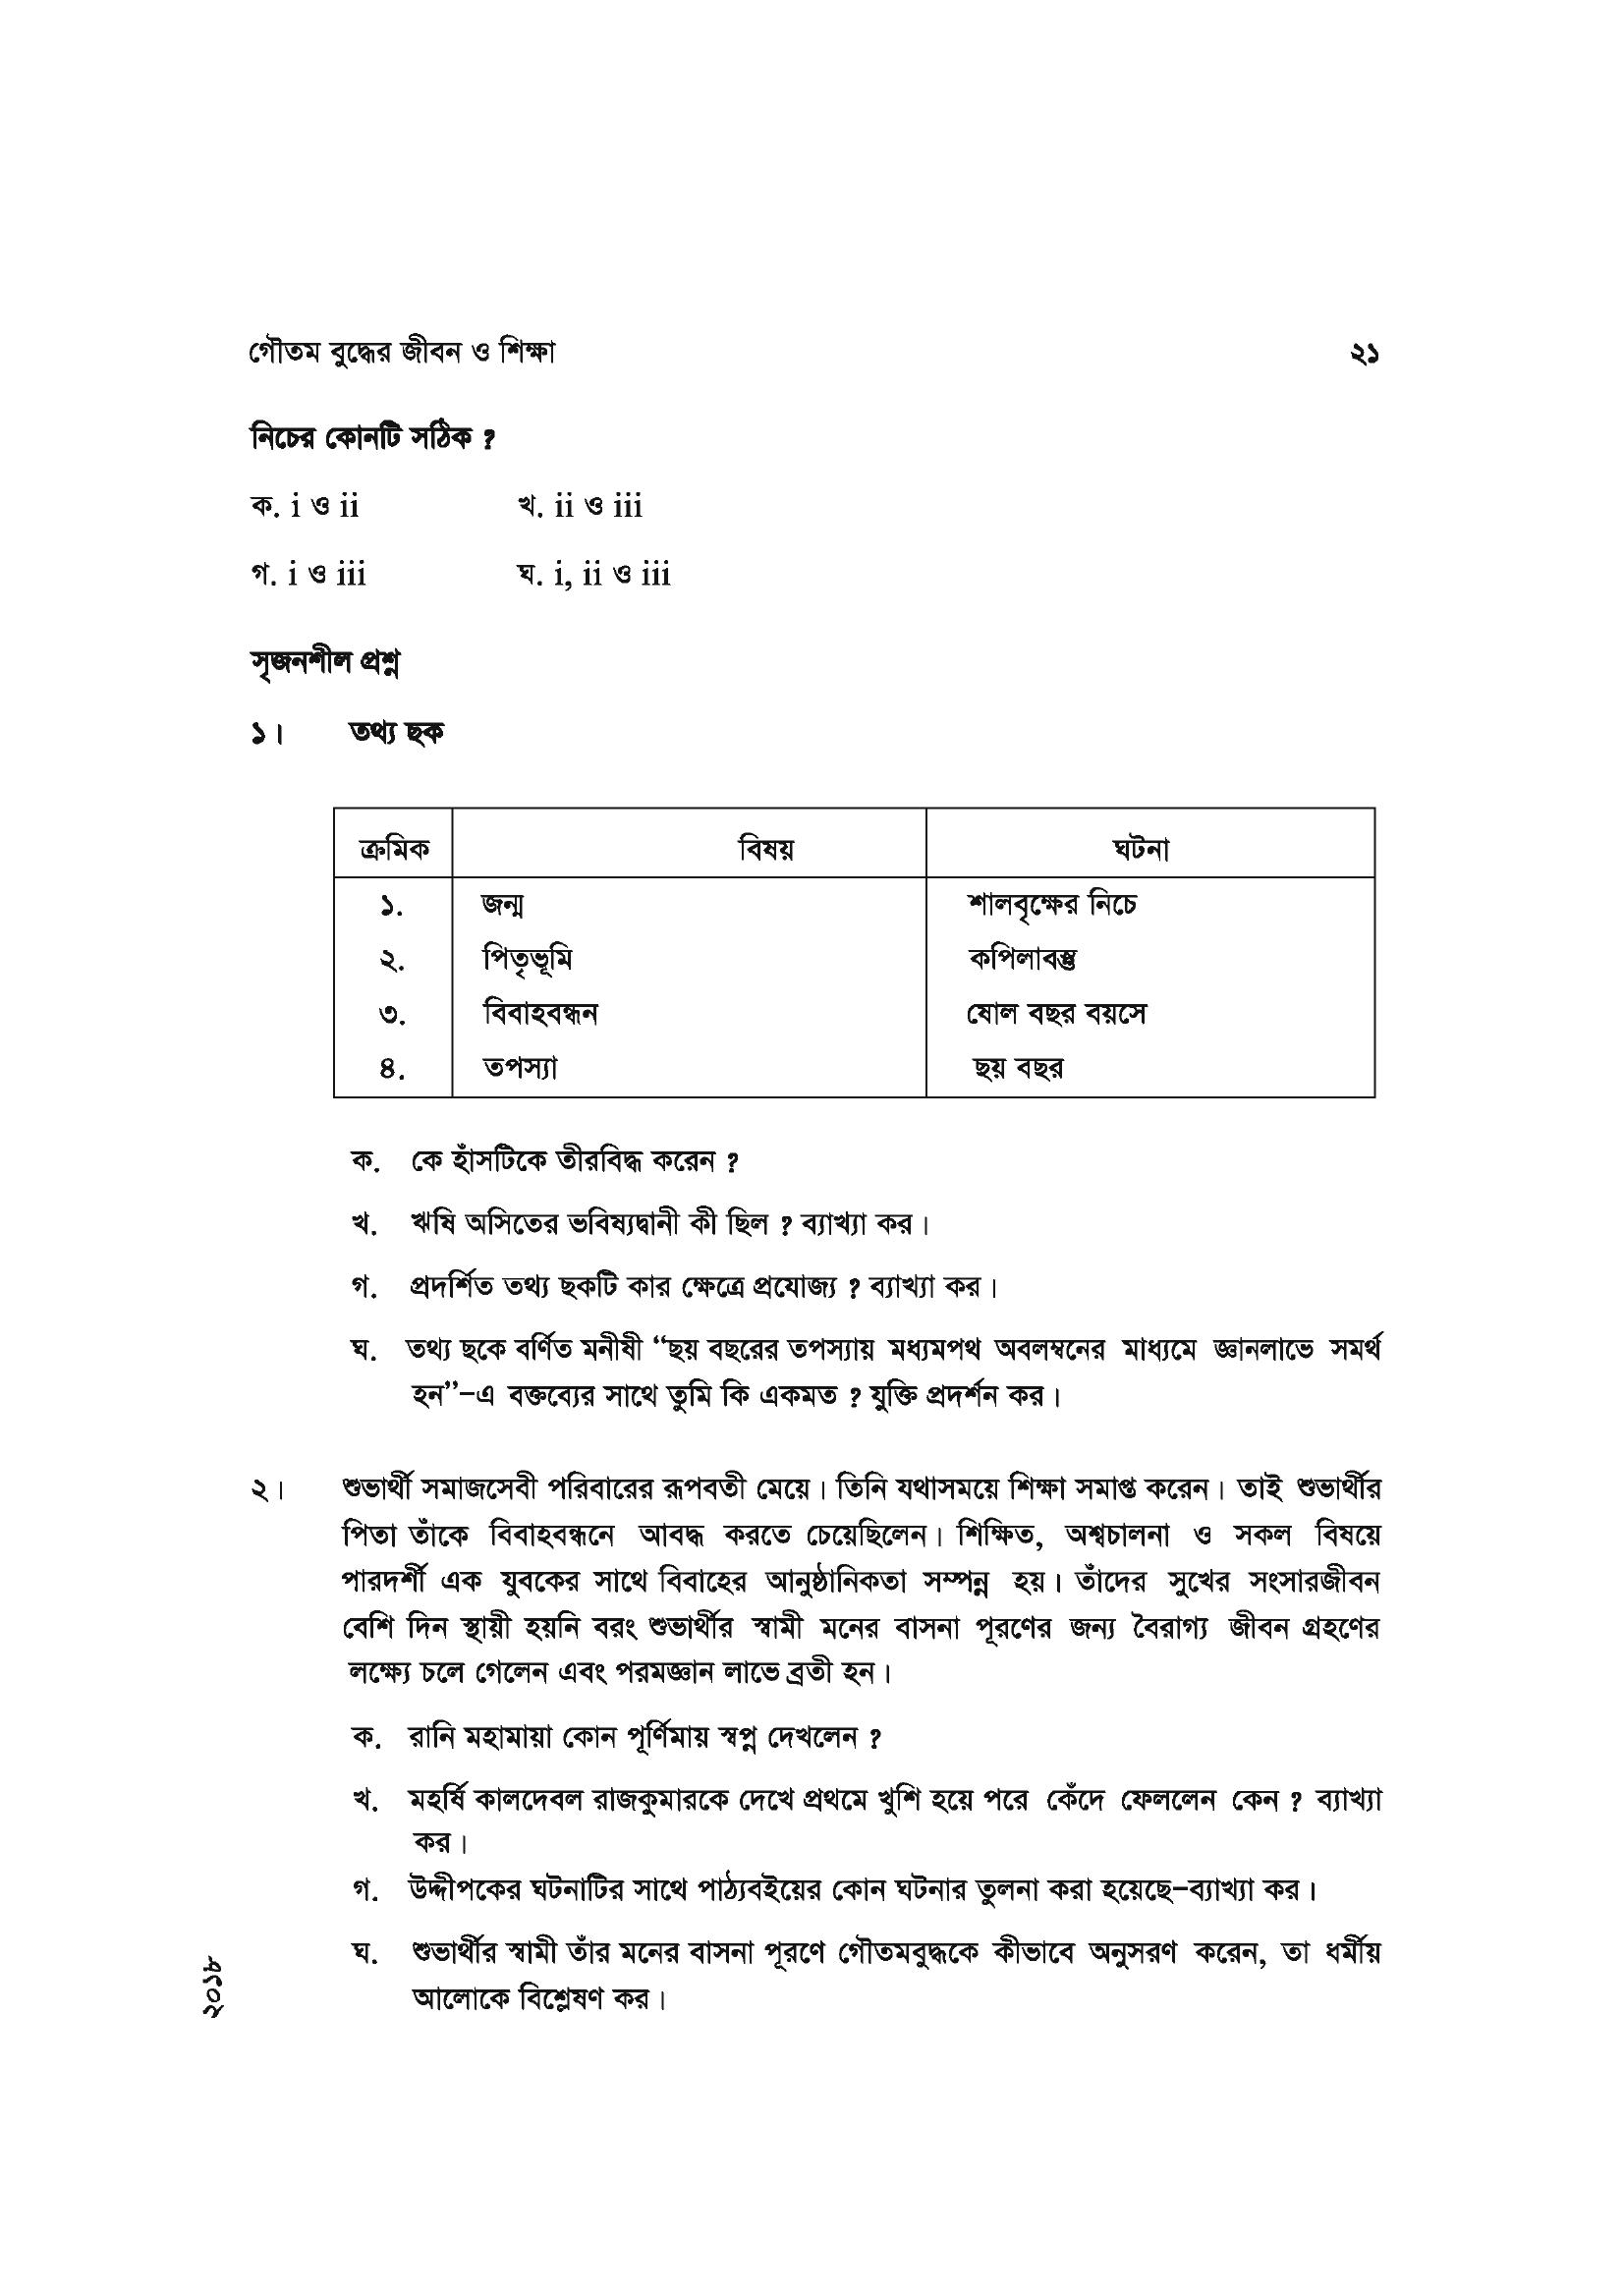 গৌতম বুদ্ধের জীবন ও শিক্ষা ২১
নিচের কোনটি সঠিক ?
ক. i ও ii খ. ii ও iii
গ. i ও iii ঘ. i, ii ও iii
সৃজনশীল প্রশ্ন
১। তথ্য ছক
ক্রমিক বিষয় ঘটনা
১. জন্ম শালবৃক্ষের নিচে
২. পিতৃভূমি কপিলাবস্তু
৩. বিবাহবন্ধন ষোল বছর বয়সে
৪. তপস্যা ছয় বছর
ক. কে হাঁসটিকে তীরবিদ্ধ করেন ?
খ. ঋষি অসিতের ভবিষ্যদ্বানী কী ছিল ? ব্যাখ্যা কর।
গ. প্রদর্শিত তথ্য ছকটি কার ক্ষেত্রে প্রযোজ্য ? ব্যাখ্যা কর।
ঘ. তথ্য ছকে বর্ণিত মনীষী “ছয় বছরের তপস্যায় মধ্যমপথ অবলম্বনের মাধ্যমে জ্ঞানলাভে সমর্থ
হন”–এ বক্তব্যের সাথে তুমি কি একমত ? যুক্তি প্রদর্শন কর।
২। শুভার্থী সমাজসেবী পরিবারের রূপবতী মেয়ে। তিনি যথাসময়ে শিক্ষা সমাপ্ত করেন। তাই শুভার্থীর
পিতা তাঁকে বিবাহবন্ধনে আবদ্ধ করতে চেয়েছিলেন। শিক্ষিত, অশ্বচালনা ও সকল বিষয়ে
পারদর্শী এক যুবকের সাথে বিবাহের আনুষ্ঠানিকতা সম্পন্ন হয়। তাঁদের সুখের সংসারজীবন
বেশি দিন স্থায়ী হয়নি বরং শুভার্থীর স্বামী মনের বাসনা পূরণের জন্য বৈরাগ্য জীবন গ্রহণের
লক্ষ্যে চলে গেলেন এবং পরমজ্ঞান লাভে ব্রতী হন।
ক. রানি মহামায়া কোন পূর্ণিমায় স্বপ্ন দেখলেন ?
খ. মহর্ষি কালদেবল রাজকুমারকে দেখে প্রথমে খুশি হয়ে পরে কেঁদে ফেললেন কেন ? ব্যাখ্যা
কর।
গ. উদ্দীপকের ঘটনাটির সাথে পাঠ্যবইয়ের কোন ঘটনার তুলনা করা হয়েছে–ব্যাখ্যা কর।
ঘ. শুভার্থীর স্বামী তাঁর মনের বাসনা পূরণে গৌতমবুদ্ধকে কীভাবে অনুসরণ করেন, তা ধর্মীয়
আলোকে বিশ্লেষণ কর।
২০১৮